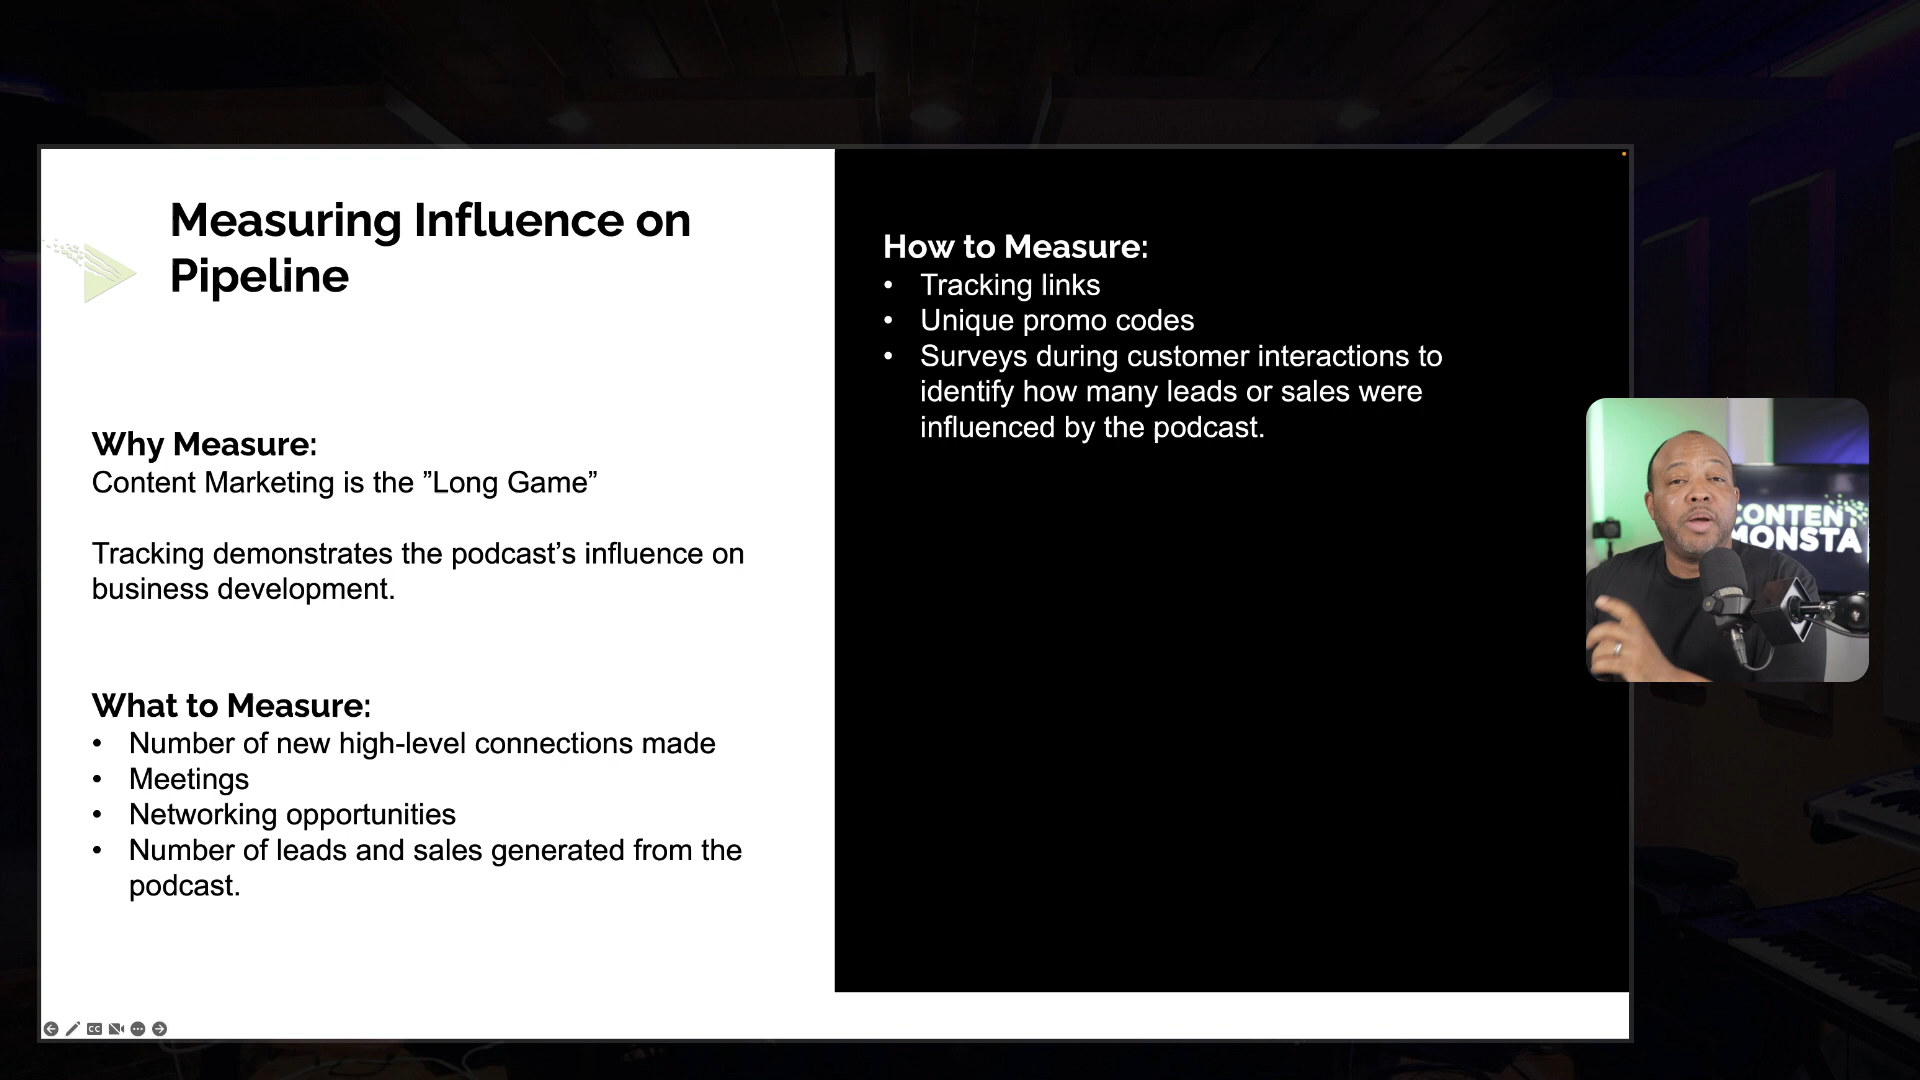 Measuring Influence on
Pipeline
Why Measure:
Content Marketing is the ”Long Game”
Tracking demonstrates the podcast’s influence on
business development.
What to Measure:
• Number of new high-level connections made
• Meetings
• Networking opportunities
• Number of leads and sales generated from the
podcast.
How to Measure:
• Tracking links
• Unique promo codes
• Surveys during customer interactions to
identify how many leads or sales were
influenced by the podcast.
CONTENT
MONSTA
CC